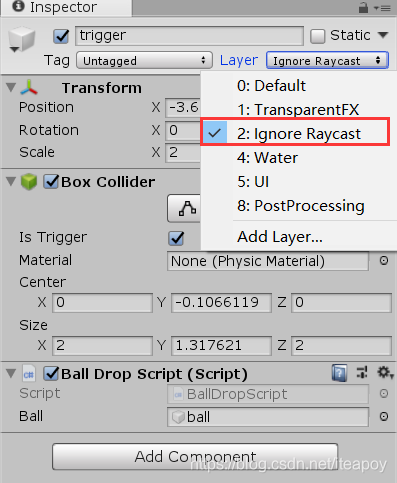 Inspector
trigger
Static
Tag Untagged Layer Ignore Raycast
0: Default
1: TransparentFX
2: Ignore Raycast
4: Water
5: UI
8: PostProcessing
Add Layer...
Transform
Position X -3.6
Rotation X 0
Scale X 2
Box Collider
Is Trigger
Material None (Physic Material)
Center
X 0 Y -0.1066119 Z 0
Size
X 2 Y 1.317621 Z 2
Ball Drop Script (Script)
Script BallDropScript
Ball ball
Add Component
https://blog.csdn.net/iteapoy